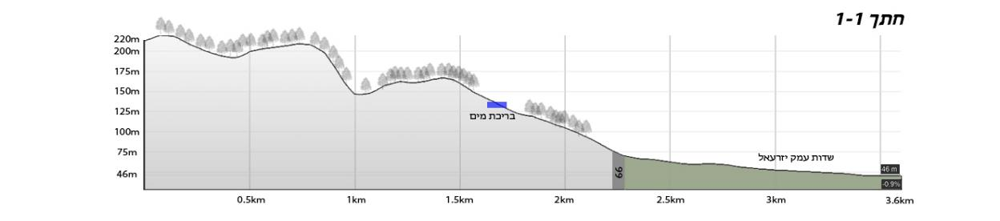 חתך 1-1
220m
200m
175m
150m
125m
100m
75m
46m
בריכת מים
שדות עמק יזרעאל
66
46 m
-0.9%
0.5km
1km
1.5km
2km
2.5km
3km
3.6km